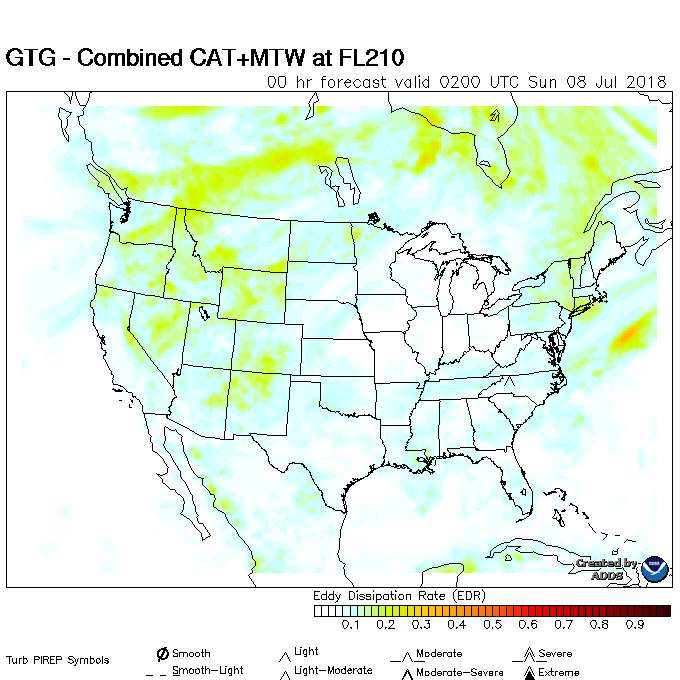 GTG - Combined CAT+MTW at FL210
00 hr forecast valid 0200 UTC Sun 08 Jul 2018
Created by
ADDS
Eddy Dissipation Rate (EDR)
0.1 0.2 0.3 0.4 0.5 0.6 0.7 0.8 0.9
Turb PIREP Symbols
Smooth
Light
Moderate
Severe
Smooth-Light
Light-Moderate
Moderate-Severe
Extreme